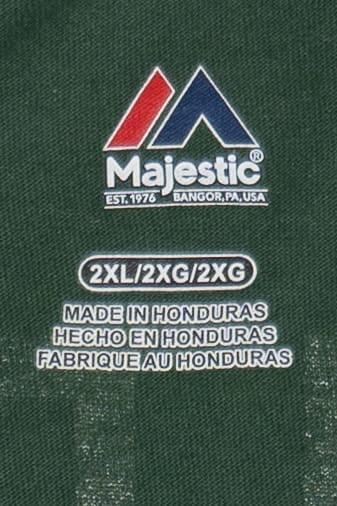 Majestic®
EST. 1976 BANGOR, PA, USA
2XL/2XG/2XG
MADE IN HONDURAS
HECHO EN HONDURAS
FABRIQUE AU HONDURAS